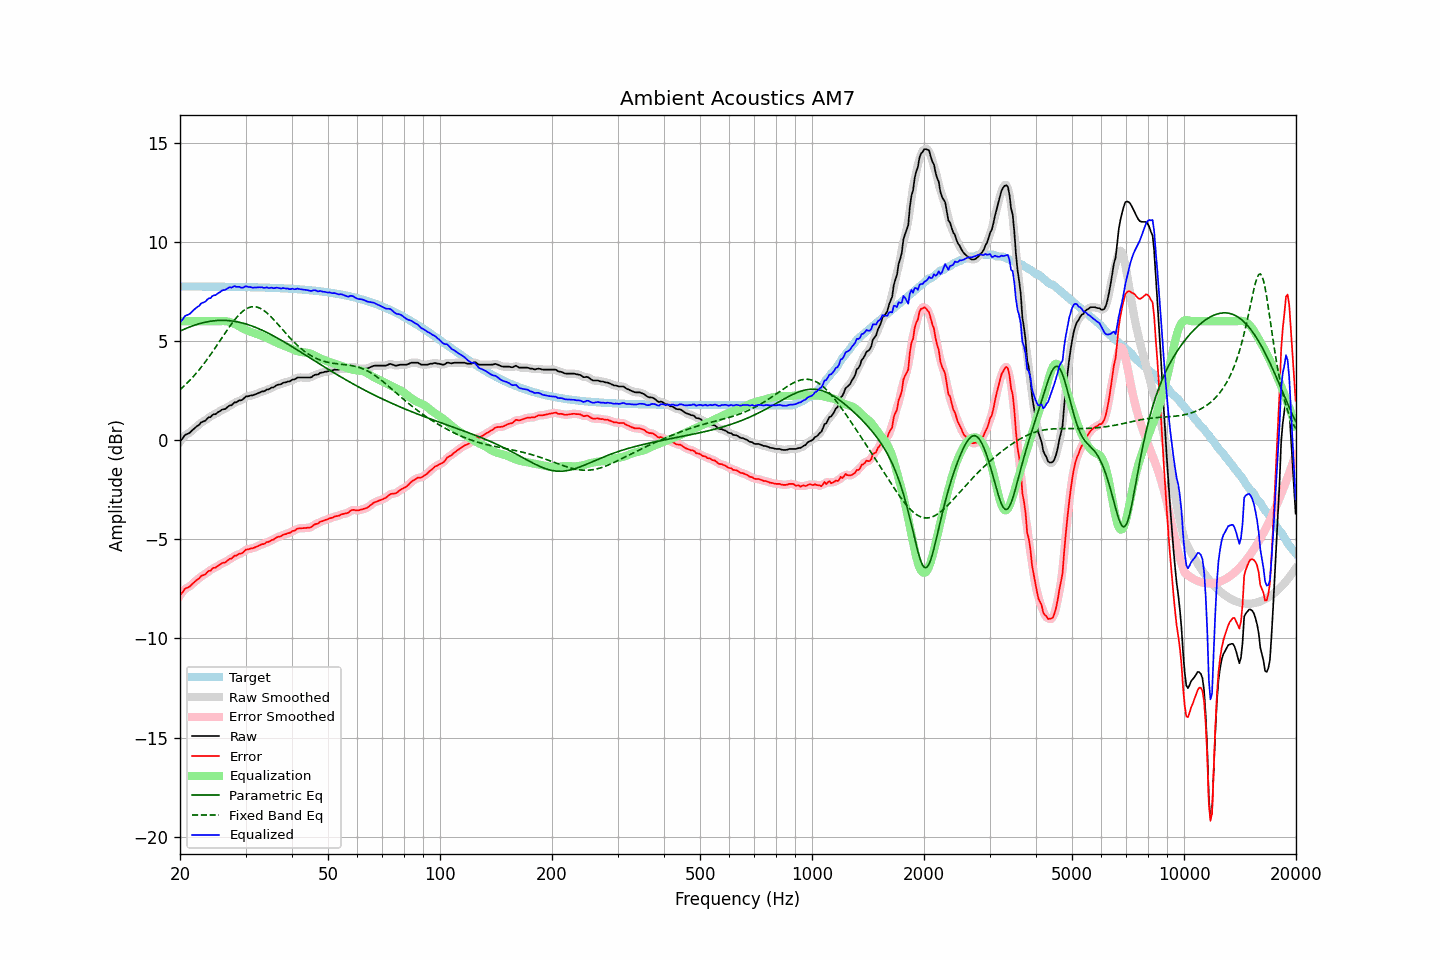 Ambient Acoustics AM7
Amplitude (dBr)
15
10
5
0
−5
−10
−15
−20
Target
Raw Smoothed
Error Smoothed
Raw
Error
Equalization
Parametric Eq
Fixed Band Eq
Equalized
20 50 100 200 500 1000 2000 5000 10000 20000
Frequency (Hz)